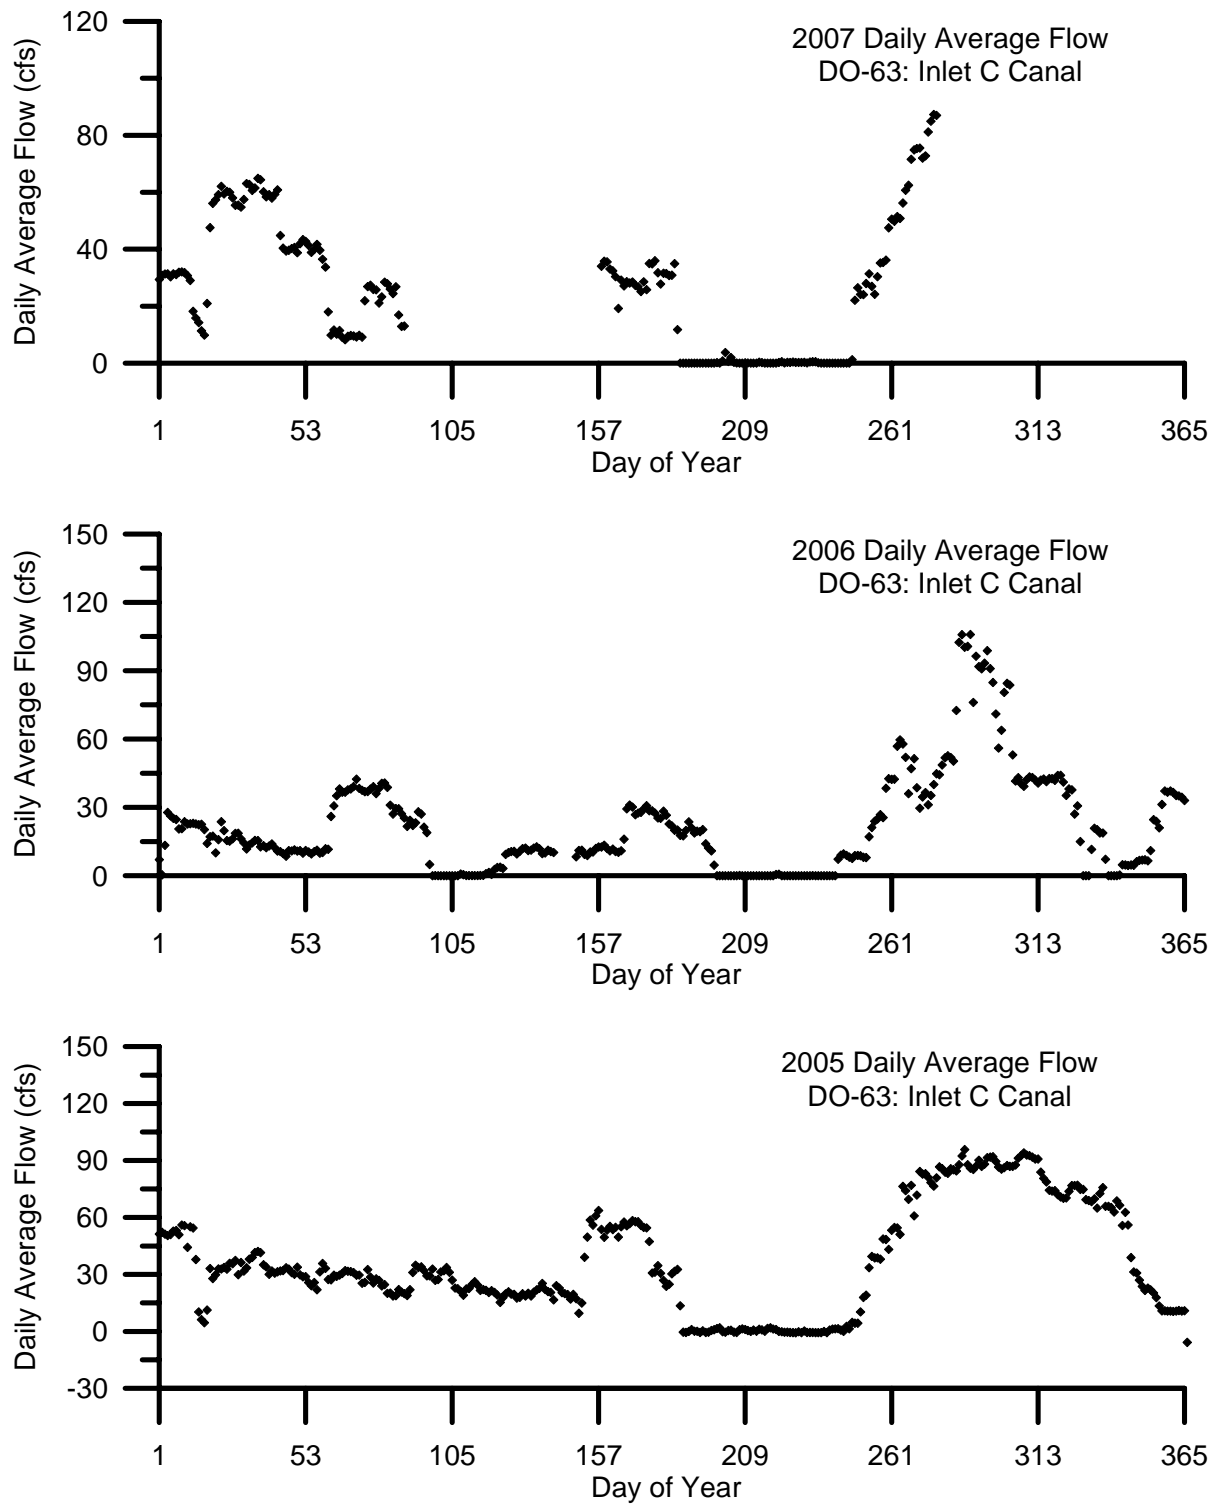 2007 Daily Average Flow
DO-63: Inlet C Canal
Daily Average Flow (cfs)
120
80
40
0
1 53 105 157 209 261 313 365
Day of Year
2006 Daily Average Flow
DO-63: Inlet C Canal
Daily Average Flow (cfs)
150
120
90
60
30
0
1 53 105 157 209 261 313 365
Day of Year
2005 Daily Average Flow
DO-63: Inlet C Canal
Daily Average Flow (cfs)
150
120
90
60
30
0
-30
1 53 105 157 209 261 313 365
Day of Year